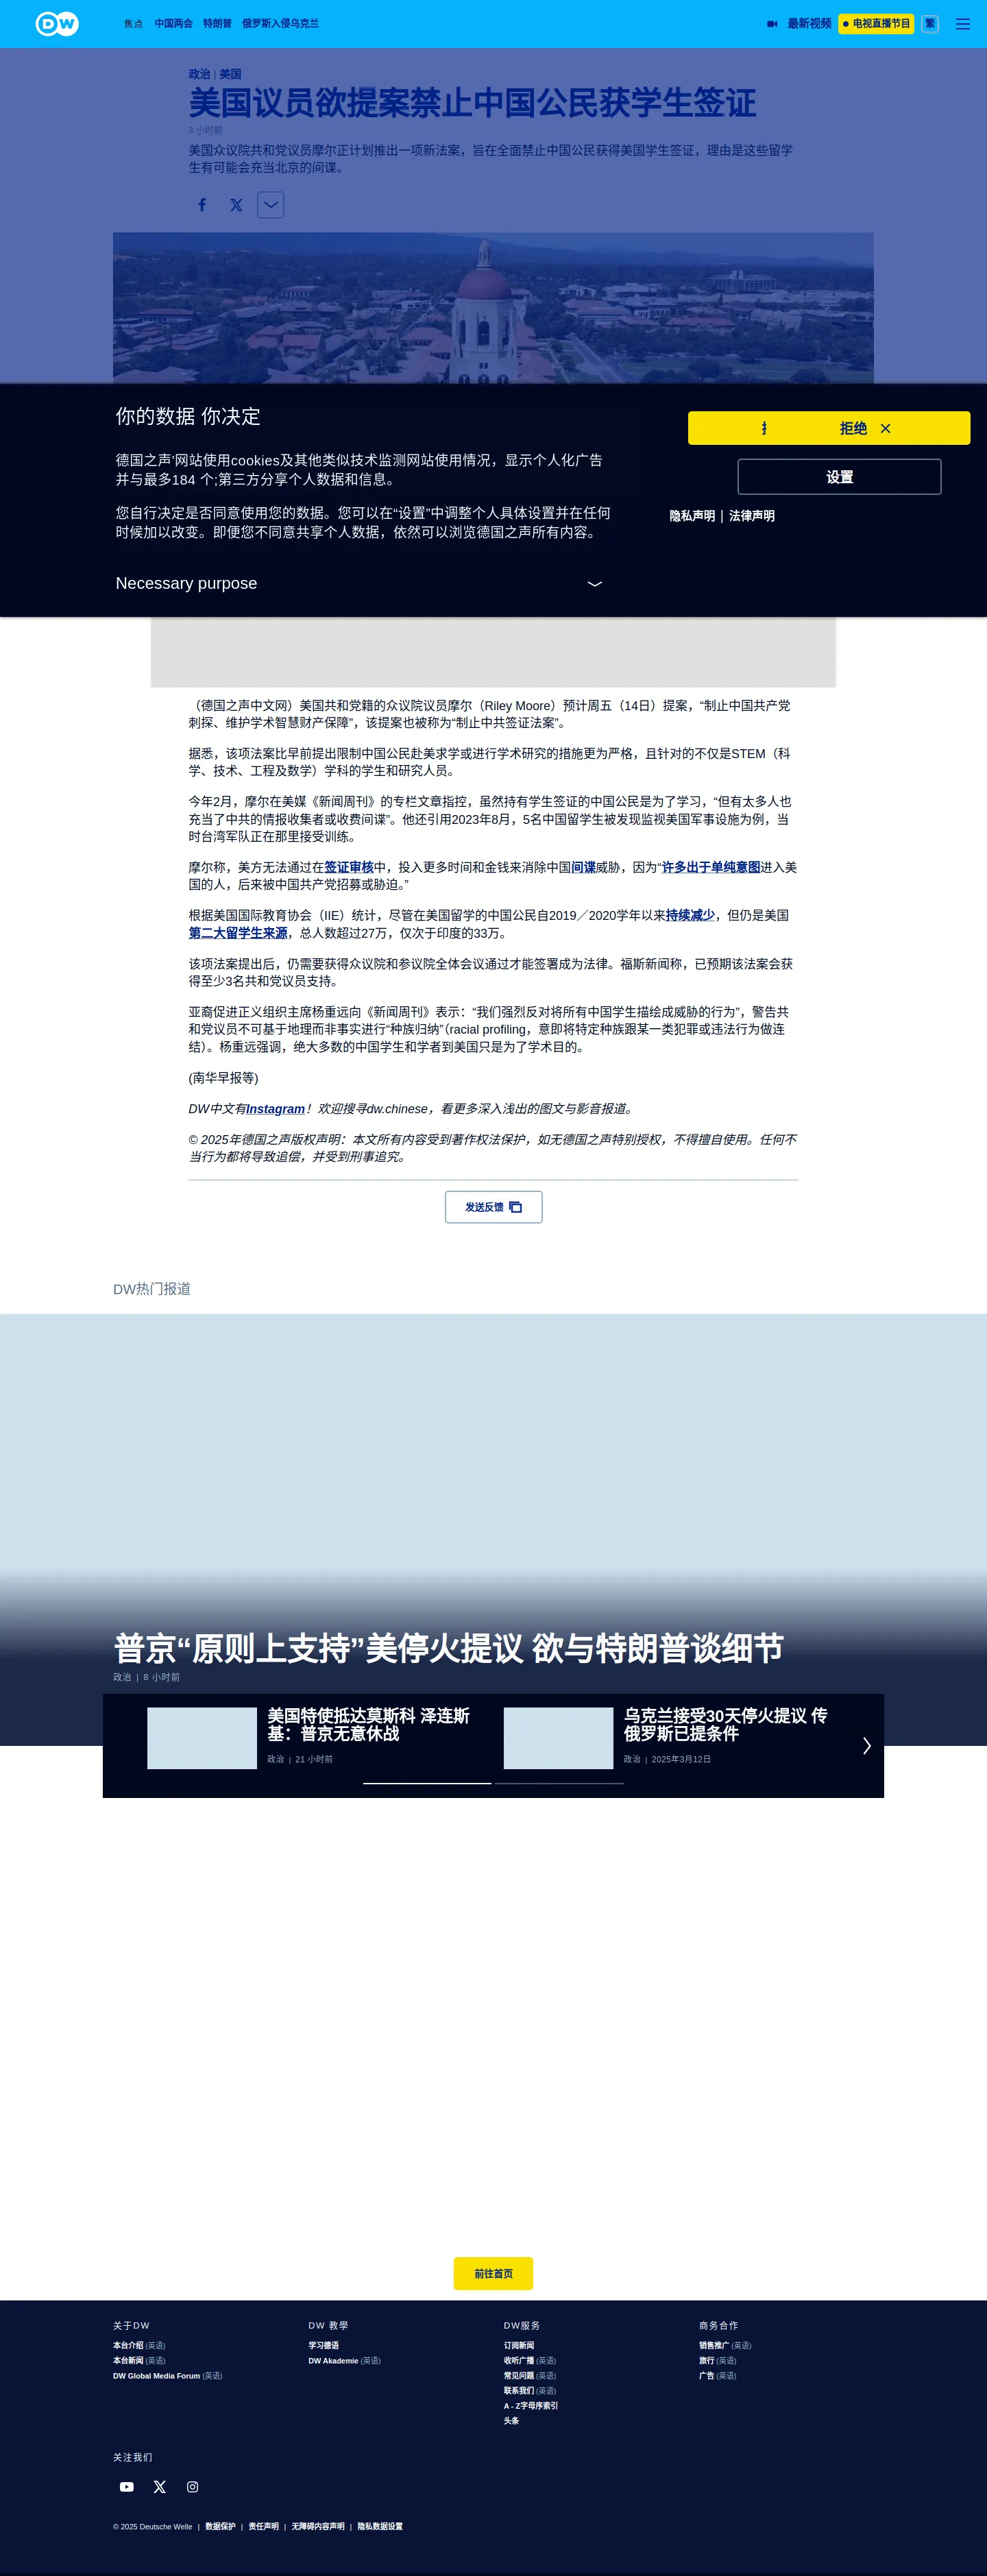 DW
焦点 中国两会 特朗普 俄罗斯入侵乌克兰 最新视频 电视直播节目 繁
政治 | 美国
美国议员欲提案禁止中国公民获学生签证
3 小时前
美国众议院共和党议员摩尔正计划推出一项新法案，旨在全面禁止中国公民获得美国学生签证，理由是这些留学
生有可能会充当北京的间谍。
你的数据 你决定
德国之声'网站使用cookies及其他类似技术监测网站使用情况，显示个人化广告
并与最多184 个;第三方分享个人数据和信息。
您自行决定是否同意使用您的数据。您可以在“设置”中调整个人具体设置并在任何
时候加以改变。即便您不同意共享个人数据，依然可以浏览德国之声所有内容。
Necessary purpose
拒绝
设置
隐私声明 | 法律声明
（德国之声中文网）美国共和党籍的众议院议员摩尔（Riley Moore）预计周五（14日）提案，“制止中国共产党
刺探、维护学术智慧财产保障”，该提案也被称为“制止中共签证法案”。
据悉，该项法案比早前提出限制中国公民赴美求学或进行学术研究的措施更为严格，且针对的不仅是STEM（科
学、技术、工程及数学）学科的学生和研究人员。
今年2月，摩尔在美媒《新闻周刊》的专栏文章指控，虽然持有学生签证的中国公民是为了学习，“但有太多人也
充当了中共的情报收集者或收费间谍”。他还引用2023年8月，5名中国留学生被发现监视美国军事设施为例，当
时台湾军队正在那里接受训练。
摩尔称，美方无法通过在签证审核中，投入更多时间和金钱来消除中国间谍威胁，因为“许多出于单纯意图进入美
国的人，后来被中国共产党招募或胁迫。”
根据美国国际教育协会（IIE）统计，尽管在美国留学的中国公民自2019／2020学年以来持续减少，但仍是美国
第二大留学生来源，总人数超过27万，仅次于印度的33万。
该项法案提出后，仍需要获得众议院和参议院全体会议通过才能签署成为法律。福斯新闻称，已预期该法案会获
得至少3名共和党议员支持。
亚裔促进正义组织主席杨重远向《新闻周刊》表示：“我们强烈反对将所有中国学生描绘成威胁的行为”，警告共
和党议员不可基于地理而非事实进行“种族归纳”（racial profiling，意即将特定种族跟某一类犯罪或违法行为做连
结）。杨重远强调，绝大多数的中国学生和学者到美国只是为了学术目的。
(南华早报等)
DW中文有Instagram！欢迎搜寻dw.chinese，看更多深入浅出的图文与影音报道。
© 2025年德国之声版权声明：本文所有内容受到著作权法保护，如无德国之声特别授权，不得擅自使用。任何不
当行为都将导致追偿，并受到刑事追究。
发送反馈
DW热门报道
普京“原则上支持”美停火提议 欲与特朗普谈细节
政治 | 8 小时前
美国特使抵达莫斯科 泽连斯
基：普京无意休战
政治 | 21 小时前
乌克兰接受30天停火提议 传
俄罗斯已提条件
政治 | 2025年3月12日
前往首页
关于DW
本台介绍 (英语)
本台新闻 (英语)
DW Global Media Forum (英语)
DW 教學
学习德语
DW Akademie (英语)
DW服务
订阅新闻
收听广播 (英语)
常见问题 (英语)
联系我们 (英语)
A - Z字母序索引
头条
商务合作
销售推广 (英语)
旅行 (英语)
广告 (英语)
关注我们
© 2025 Deutsche Welle | 数据保护 | 责任声明 | 无障碍内容声明 | 隐私数据设置